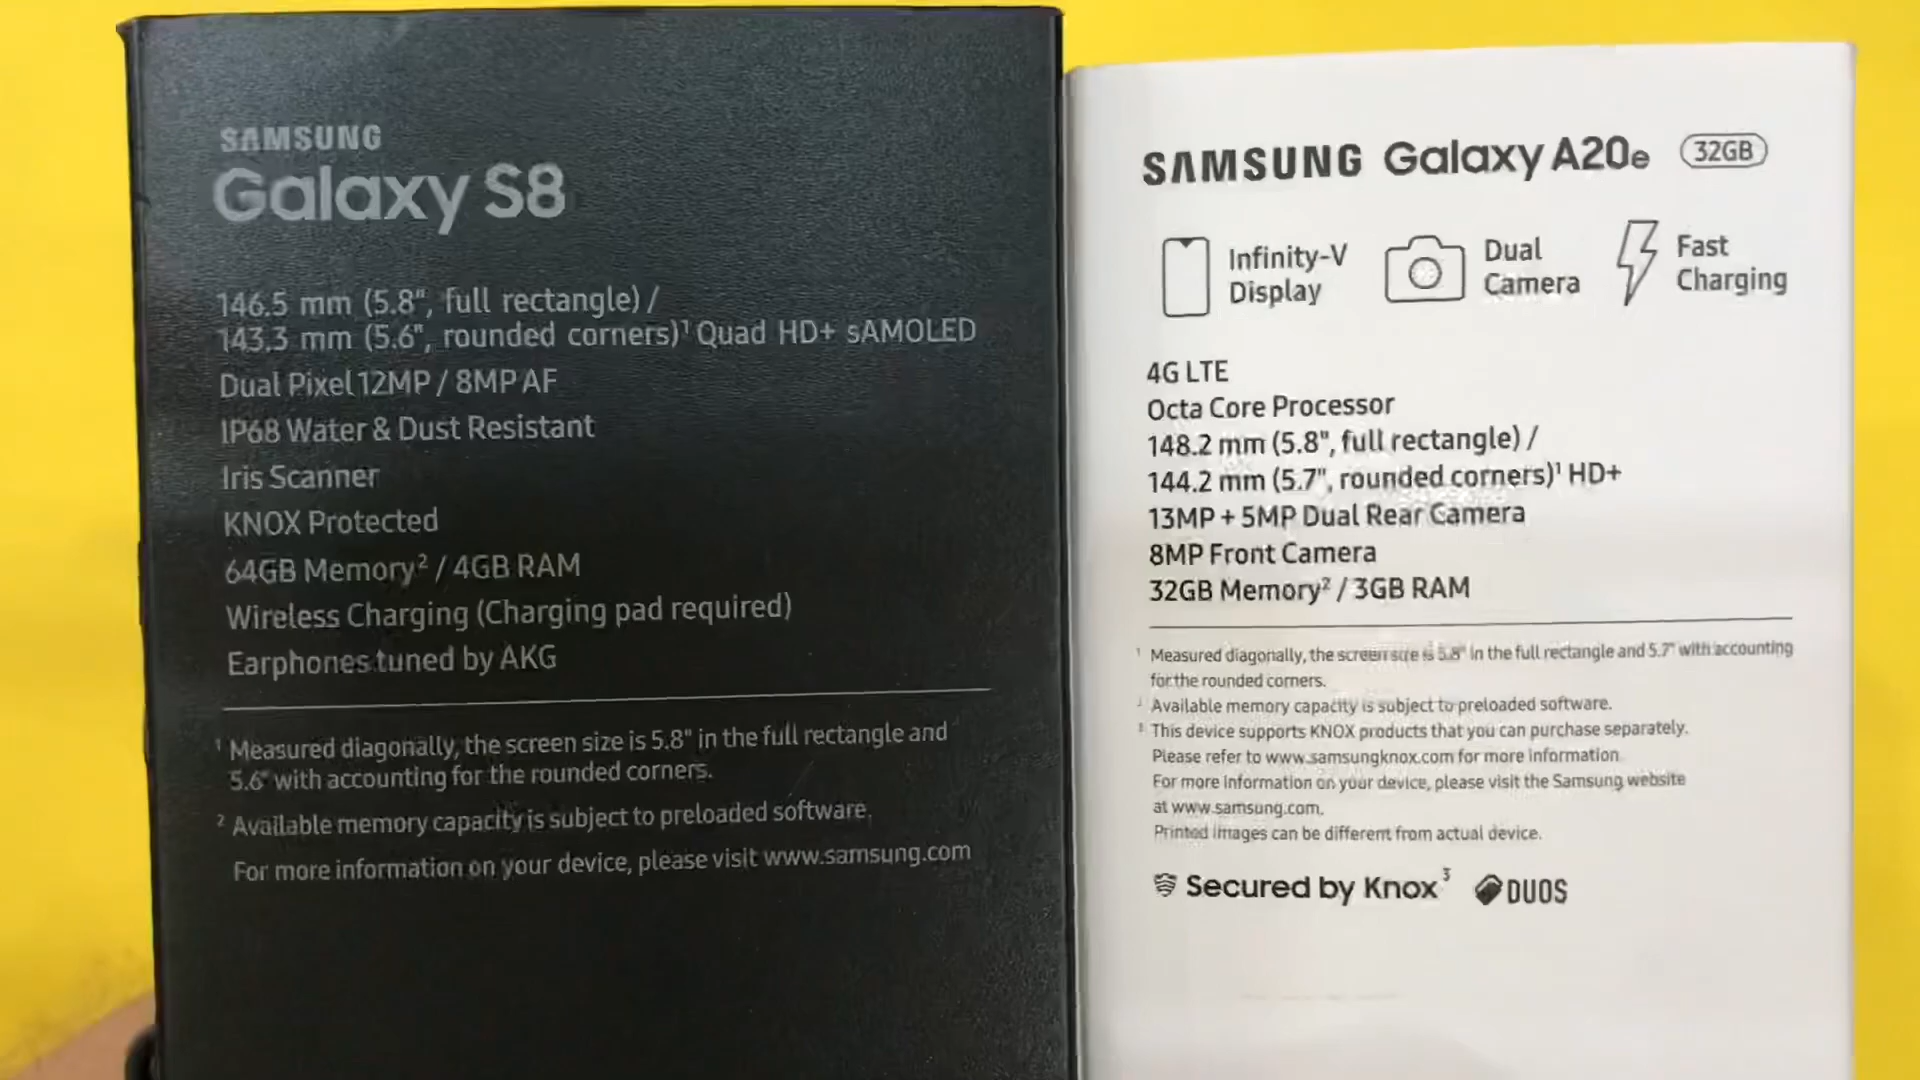 SAMSUNG
Galaxy S8
146.5 mm (5.8", full rectangle) /
143.3 mm (5.6", rounded corners)¹ Quad HD+ sAMOLED
Dual Pixel 12MP / 8MP AF
IP68 Water & Dust Resistant
Iris Scanner
KNOX Protected
64GB Memory² / 4GB RAM
Wireless Charging (Charging pad required)
Earphones tuned by AKG
¹ Measured diagonally, the screen size is 5.8" in the full rectangle and
5.6" with accounting for the rounded corners.
² Available memory capacity is subject to preloaded software.
For more information on your device, please visit www.samsung.com
SAMSUNG Galaxy A20e 32GB
Infinity-V
Display
Dual
Camera
Fast
Charging
4G LTE
Octa Core Processor
148.2 mm (5.8", full rectangle) /
144.2 mm (5.7", rounded corners)¹ HD+
13MP + 5MP Dual Rear Camera
8MP Front Camera
32GB Memory² / 3GB RAM
¹ Measured diagonally, the screen size is 5.8" in the full rectangle and 5.7" with accounting
for the rounded corners.
² Available memory capacity is subject to preloaded software.
³ This device supports KNOX products that you can purchase separately.
Please refer to www.samsungknox.com for more information.
For more information on your device, please visit the Samsung website
at www.samsung.com.
Printed images can be different from actual device.
Secured by Knox³ DUOS